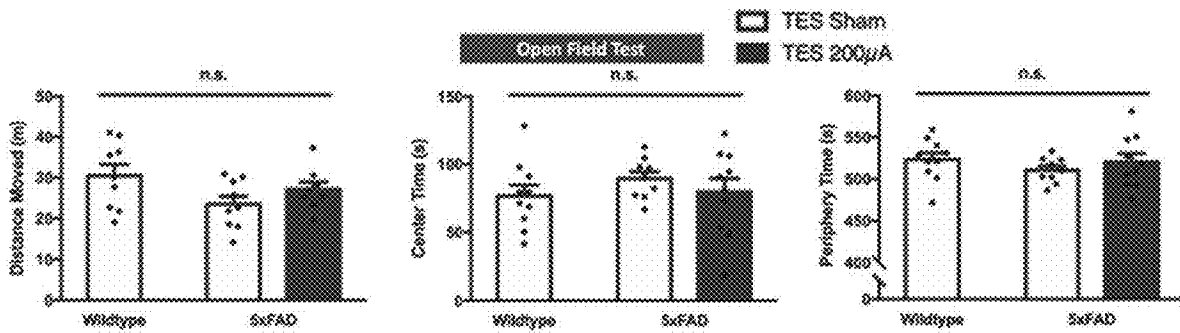 TES Sham
Open Field Test
TES 200μA
n.s.
n.s.
n.s.
50
40
30
20
10
0
Distance Moved (m)
Wildtype
5xFAD
150
100
50
0
Center Time (s)
Wildtype
5xFAD
600
550
500
450
400
0
Periphery Time (s)
Wildtype
5xFAD